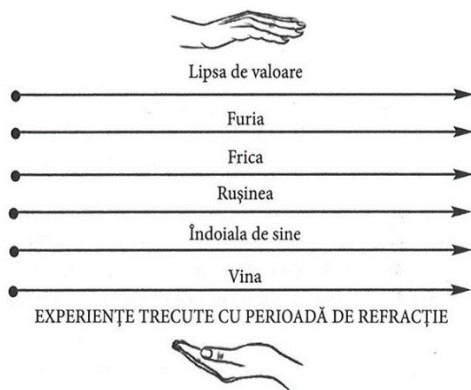 Lipsa de valoare
Furia
Frica
Rușinea
Îndoiala de sine
Vina
EXPERIENȚE TRECUTE CU PERIOADĂ DE REFRACȚIE